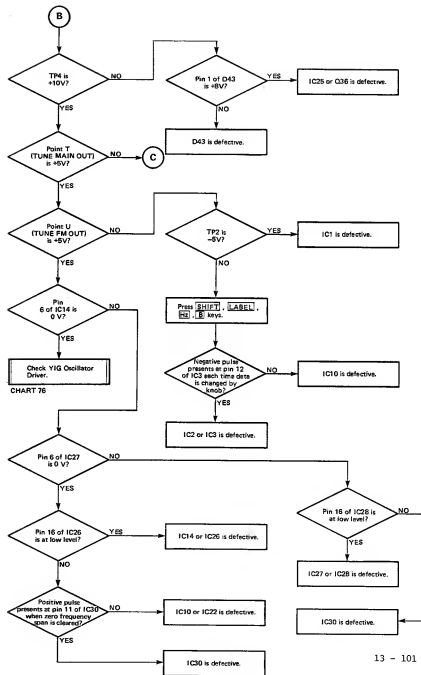 B
TP4 is
+10V?
NO
YES
Pin 1 of D43
is +8V?
YES
NO
IC25 or Q36 is defective.
D43 is defective.
Point T
(TUNE MAIN OUT)
is +5V?
NO
C
YES
Point U
(TUNE FM OUT)
is +5V?
NO
YES
TP2 is
-5V?
YES
NO
IC1 is defective.
Pin
6 of IC14 is
0 V?
NO
YES
Press SHIFT , LABEL ,
Hz , B keys.
Check YIG Oscillator
Driver.
CHART 76
Negative pulse
presents at pin 12
of IC3 each time data
is changed by
knob?
NO
YES
IC10 is defective.
IC2 or IC3 is defective.
Pin 6 of IC27
is 0 V?
NO
YES
Pin 16 of IC26
is at low level?
YES
NO
IC14 or IC26 is defective.
Pin 16 of IC28
is at low level?
NO
YES
IC27 or IC28 is defective.
Positive pulse
presents at pin 11 of IC30
when zero frequency
span is cleared?
NO
YES
IC10 or IC22 is defective.
IC30 is defective.
IC30 is defective.
13 - 101